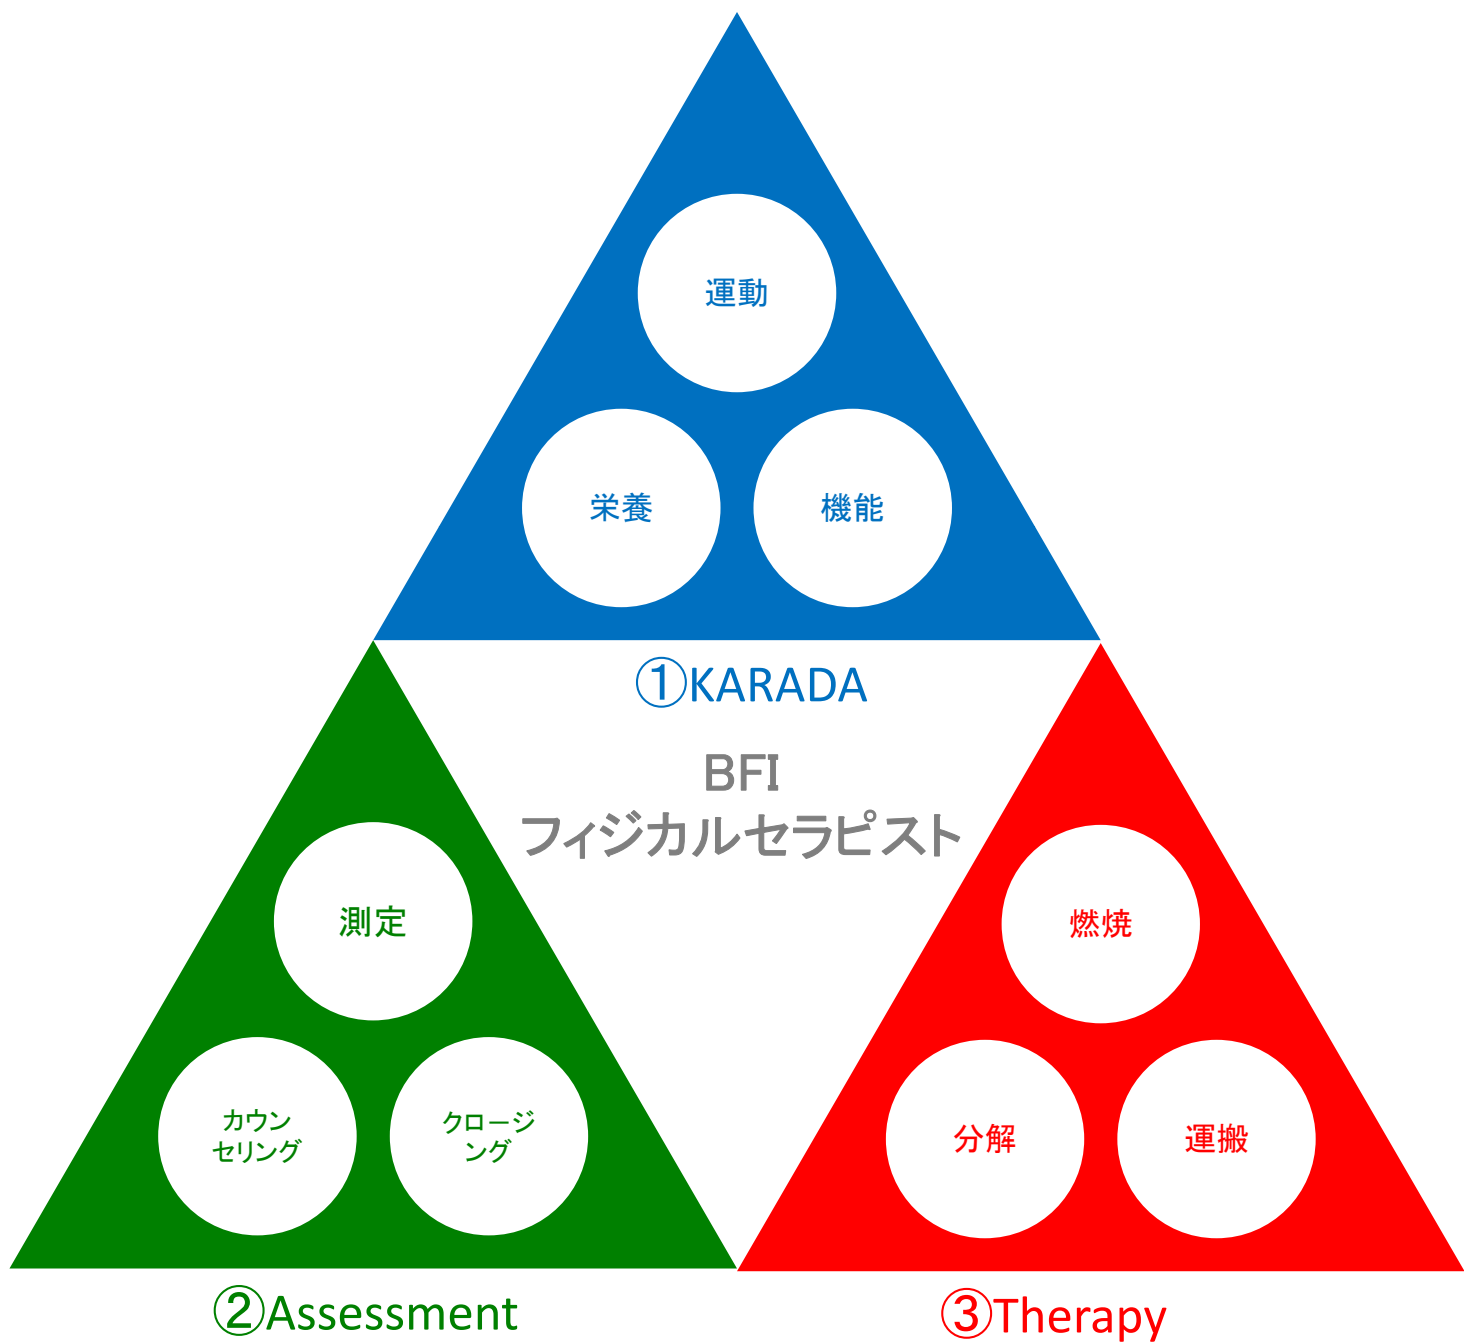 運動
栄養
機能
①KARADA
BFI
フィジカルセラピスト
測定
カウン
セリング
クロージ
ング
②Assessment
燃焼
分解
運搬
③Therapy